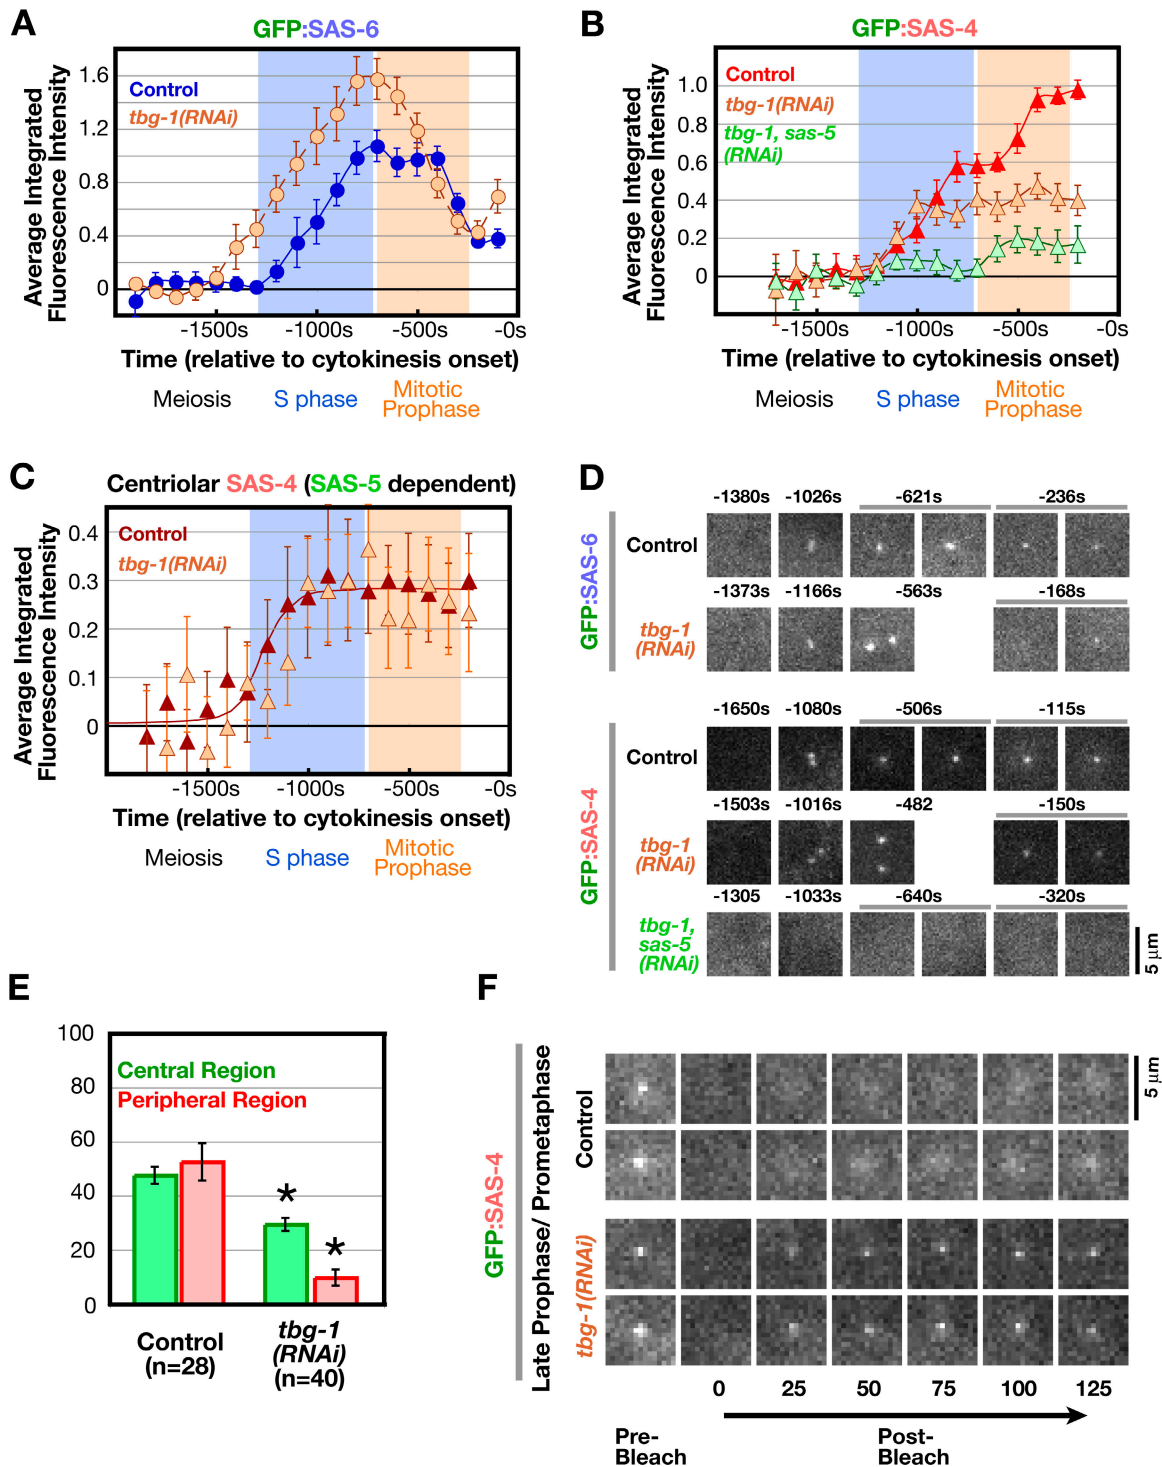 A
GFP:SAS-6
Average Integrated
Fluorescence Intensity
Control
tbg-1(RNAi)
1.6
1.2
0.8
0.4
0
-1500s -1000s -500s -0s
Time (relative to cytokinesis onset)
Meiosis S phase Mitotic
Prophase
B
GFP:SAS-4
Average Integrated
Fluorescence Intensity
Control
tbg-1(RNAi)
tbg-1, sas-5
(RNAi)
1.0
0.8
0.6
0.4
0.2
0
-1500s -1000s -500s -0s
Time (relative to cytokinesis onset)
Meiosis S phase Mitotic
Prophase
C
Centriolar SAS-4 (SAS-5 dependent)
Average Integrated
Fluorescence Intensity
Control
tbg-1(RNAi)
0.4
0.3
0.2
0.1
0
-1500s -1000s -500s -0s
Time (relative to cytokinesis onset)
Meiosis S phase Mitotic
Prophase
D
GFP:SAS-6
-1380s -1026s -621s -236s
Control
-1373s -1166s -563s -168s
tbg-1
(RNAi)
GFP:SAS-4
-1650s -1080s -506s -115s
Control
-1503s -1016s -482 -150s
tbg-1
(RNAi)
-1305 -1033s -640s -320s
tbg-1,
sas-5
(RNAi)
5 µm
E
100
80
60
40
20
0
Central Region
Peripheral Region
* *
Control
(n=28)
tbg-1
(RNAi)
(n=40)
F
GFP:SAS-4
Late Prophase/ Prometaphase
Control
tbg-1(RNAi)
5 µm
0 25 50 75 100 125
Pre-
Bleach
Post-
Bleach